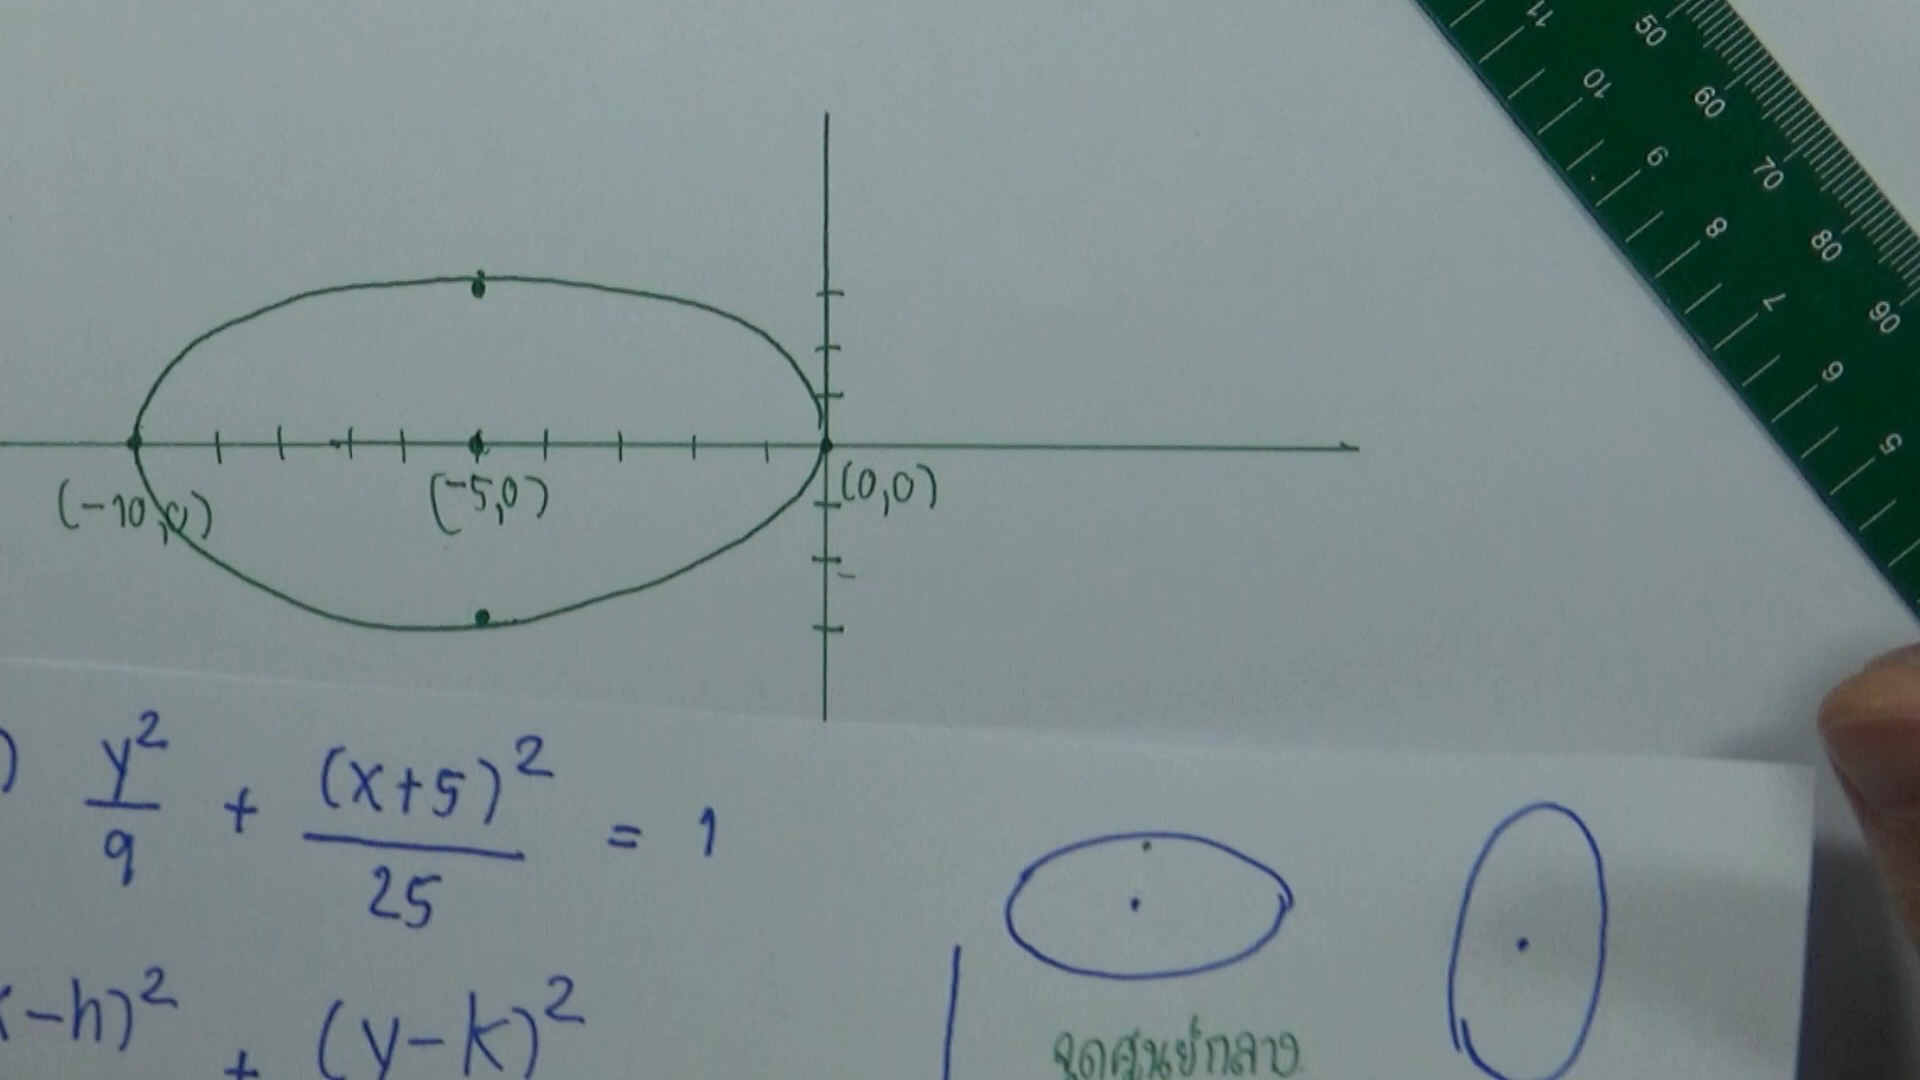 11 50
10 60
9 70
8 80
7 90
6
5
(-10,0) (-5,0) (0,0)
) y²/9 + (x+5)²/25 = 1
-h)² + (y-k)²
จุดศูนย์กลาง